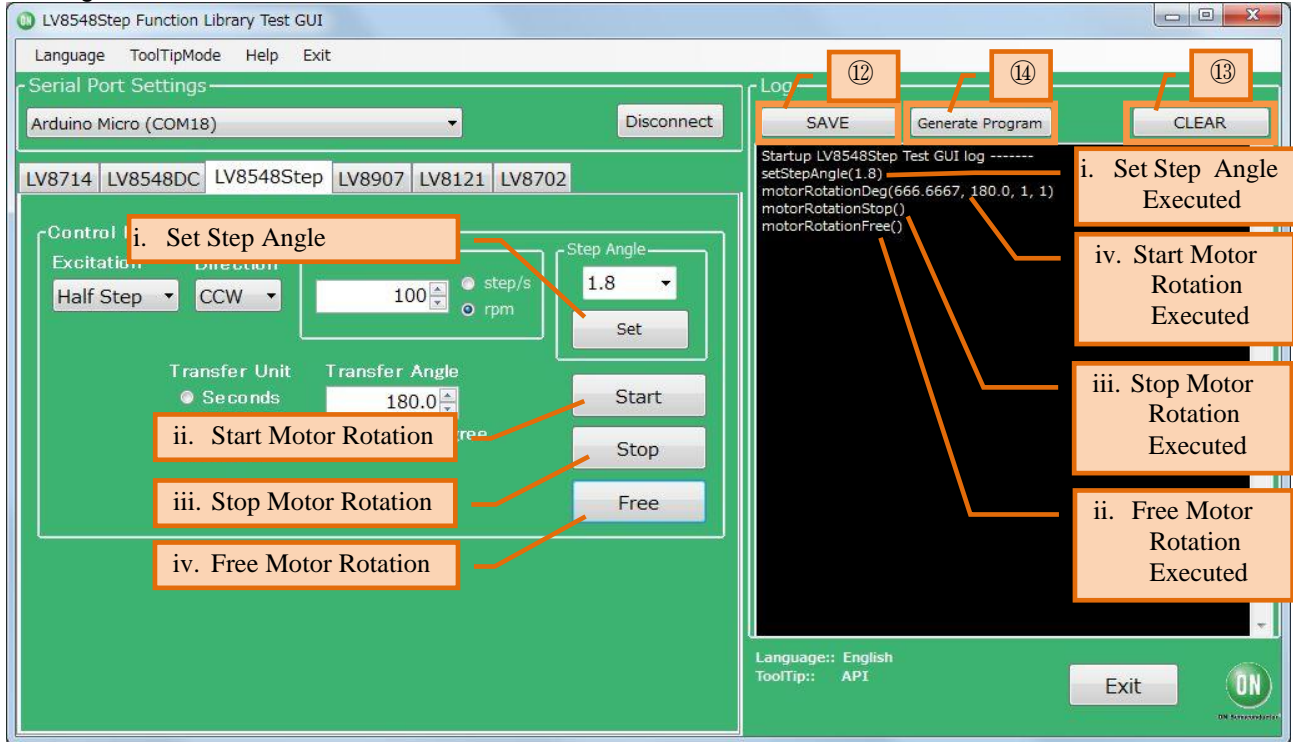 LV8548Step Function Library Test GUI
Language ToolTipMode Help Exit
Serial Port Settings
Arduino Micro (COM18)
Disconnect
LV8714 LV8548DC LV8548Step LV8907 LV8121 LV8702
Control
i. Set Step Angle
Excitation Direction
Half Step CCW
100
step/s
rpm
Step Angle
1.8
Set
Transfer Unit Transfer Angle
Seconds
180.0
Start
ii. Start Motor Rotation
Stop
iii. Stop Motor Rotation
Free
iv. Free Motor Rotation
Log
⑫ ⑭ ⑬
SAVE Generate Program CLEAR
Startup LV8548Step Test GUI log -------
setStepAngle(1.8)
motorRotationDeg(666.6667, 180.0, 1, 1)
motorRotationStop()
motorRotationFree()
i. Set Step Angle
Executed
iv. Start Motor
Rotation
Executed
iii. Stop Motor
Rotation
Executed
ii. Free Motor
Rotation
Executed
Language:: English
ToolTip:: API
Exit
ON
ON Semiconductor